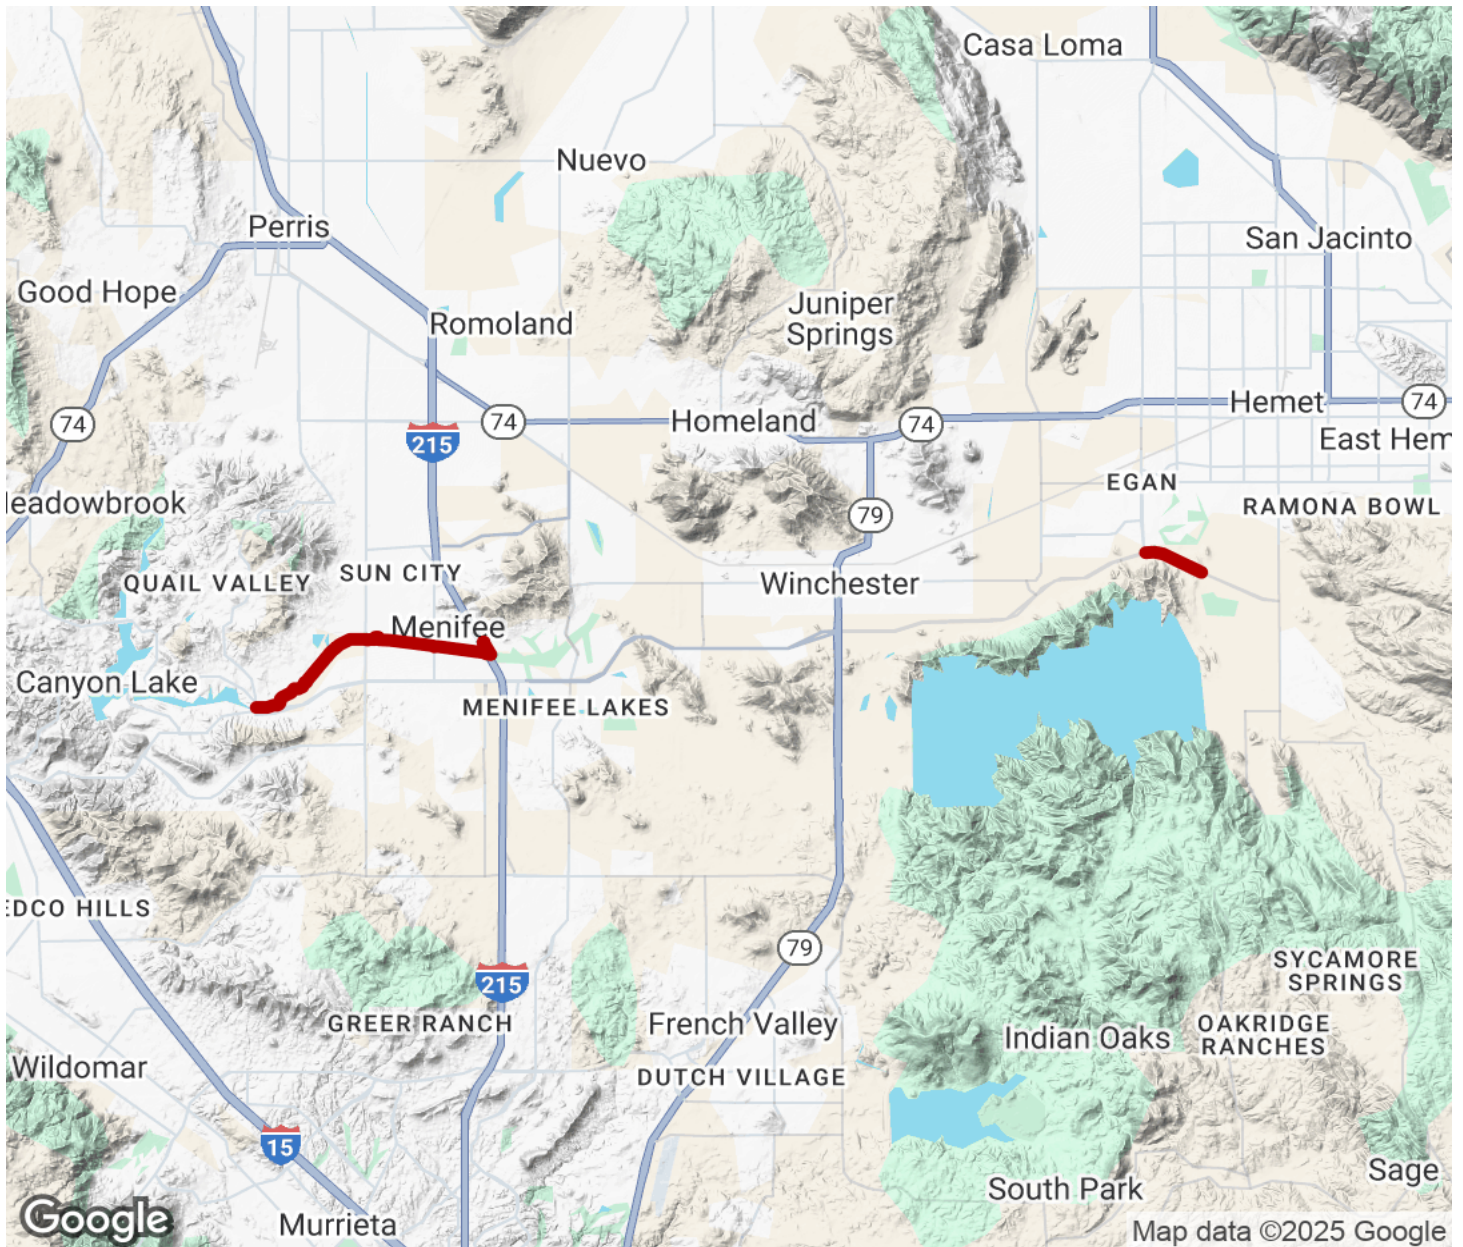 Casa Loma
Nuevo
Perris
San Jacinto
Good Hope
Juniper
Springs
Romoland
Hemet
74
74
Homeland
74
74
215
East Hem
EGAN
eadowbrook
RAMONA BOWL
79
QUAIL VALLEY
SUN CITY
Winchester
Menifee
Canyon Lake
MENIFEE LAKES
EDCO HILLS
79
SYCAMORE
SPRINGS
215
GREER RANCH
French Valley
Indian Oaks
OAKRIDGE
RANCHES
Wildomar
DUTCH VILLAGE
15
Sage
South Park
Google
Murrieta
Map data ©2025 Google